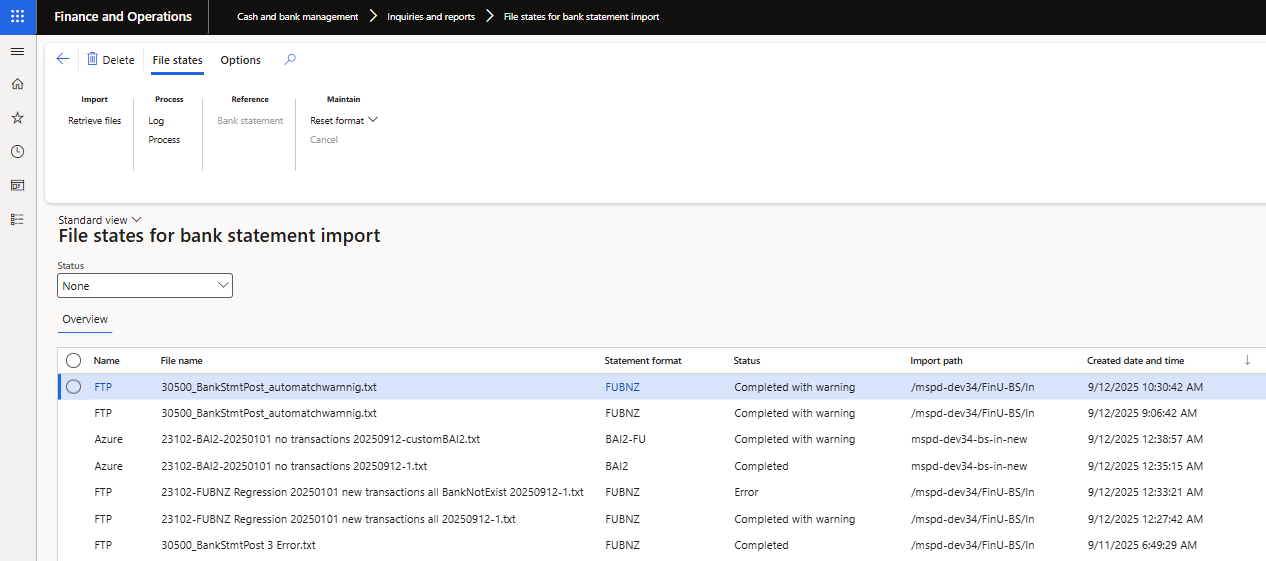 Finance and Operations
Cash and bank management > Inquiries and reports > File states for bank statement import
Delete File states Options
Import Process Reference Maintain
Retrieve files Log Bank statement Reset format
Process Cancel
Standard view
File states for bank statement import
Status
None
Overview
Name File name Statement format Status Import path Created date and time
FTP 30500_BankStmtPost_automatchwarnnig.txt FUBNZ Completed with warning /mspd-dev34/FinU-BS/In 9/12/2025 10:30:42 AM
FTP 30500_BankStmtPost_automatchwarnnig.txt FUBNZ Completed with warning /mspd-dev34/FinU-BS/In 9/12/2025 9:06:42 AM
Azure 23102-BAI2-20250101 no transactions 20250912-customBAI2.txt BAI2-FU Completed with warning mspd-dev34-bs-in-new 9/12/2025 12:38:57 AM
Azure 23102-BAI2-20250101 no transactions 20250912-1.txt BAI2 Completed mspd-dev34-bs-in-new 9/12/2025 12:35:15 AM
FTP 23102-FUBNZ Regression 20250101 new transactions all BankNotExist 20250912-1.txt FUBNZ Error /mspd-dev34/FinU-BS/In 9/12/2025 12:33:21 AM
FTP 23102-FUBNZ Regression 20250101 new transactions all 20250912-1.txt FUBNZ Completed with warning /mspd-dev34/FinU-BS/In 9/12/2025 12:27:42 AM
FTP 30500_BankStmtPost 3 Error.txt FUBNZ Completed /mspd-dev34/FinU-BS/In 9/11/2025 6:49:29 AM